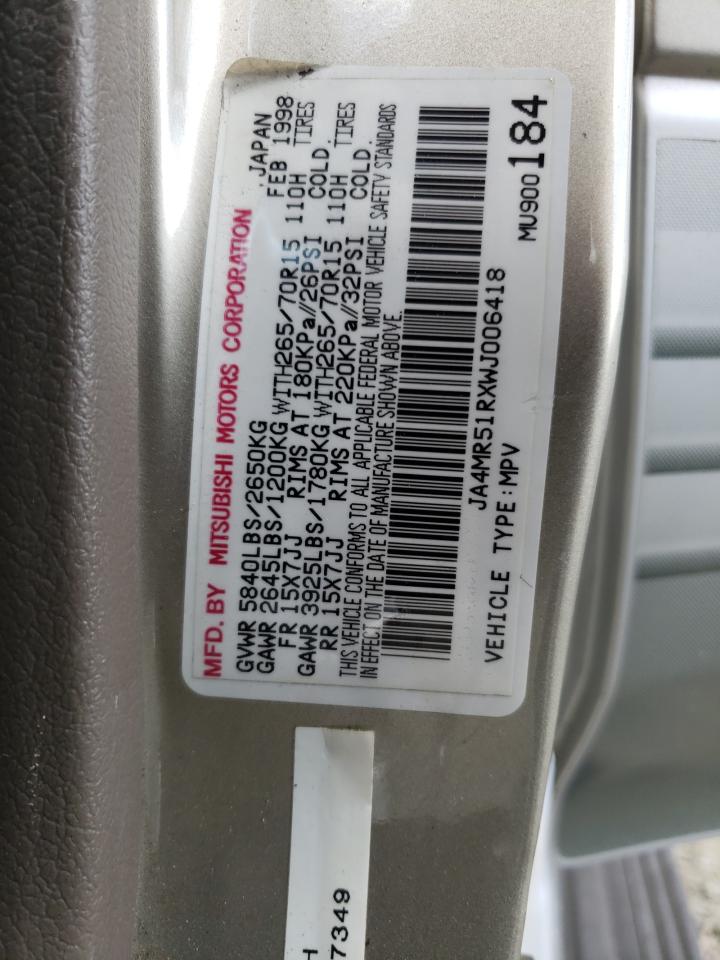 MFD. BY MITSUBISHI MOTORS CORPORATION JAPAN
GVWR 5840LBS/2650KG FEB 1998
GAWR 2645LBS/1200KG WITH265/70R15 110H TIRES
FR 15X7JJ RIMS AT 180KPa//26PSI COLD.
GAWR 3925LBS/1780KG WITH265/70R15 110H TIRES
RR 15X7JJ RIMS AT 220KPa//32PSI COLD.
THIS VEHICLE CONFORMS TO ALL APPLICABLE FEDERAL MOTOR VEHICLE SAFETY STANDARDS
IN EFFECT ON THE DATE OF MANUFACTURE SHOWN ABOVE.
JA4MR51RXWJ006418
VEHICLE TYPE:MPV MU900184
H
7349